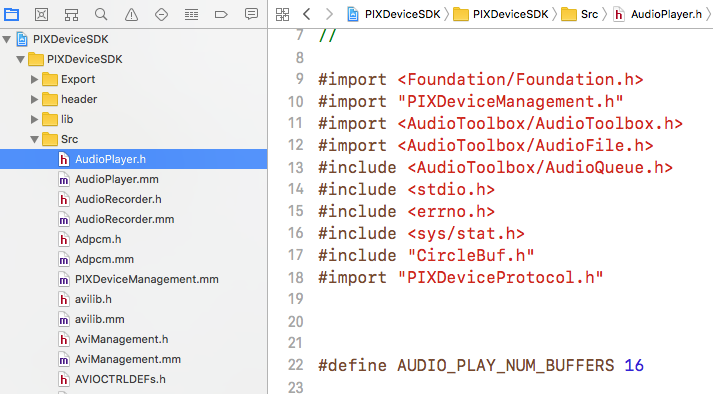 PIXDeviceSDK
PIXDeviceSDK
Export
header
lib
Src
h AudioPlayer.h
m AudioPlayer.mm
h AudioRecorder.h
m AudioRecorder.mm
h Adpcm.h
m Adpcm.mm
m PIXDeviceManagement.mm
h avilib.h
m avilib.mm
h AviManagement.h
m AviManagement.mm
h AVIOCTRLDEFs.h
PIXDeviceSDK PIXDeviceSDK Src h AudioPlayer.h
7 //
8
9 #import <Foundation/Foundation.h>
10 #import "PIXDeviceManagement.h"
11 #import <AudioToolbox/AudioToolbox.h>
12 #import <AudioToolbox/AudioFile.h>
13 #include <AudioToolbox/AudioQueue.h>
14 #include <stdio.h>
15 #include <errno.h>
16 #include <sys/stat.h>
17 #include "CircleBuf.h"
18 #import "PIXDeviceProtocol.h"
19
20
21
22 #define AUDIO_PLAY_NUM_BUFFERS 16
23